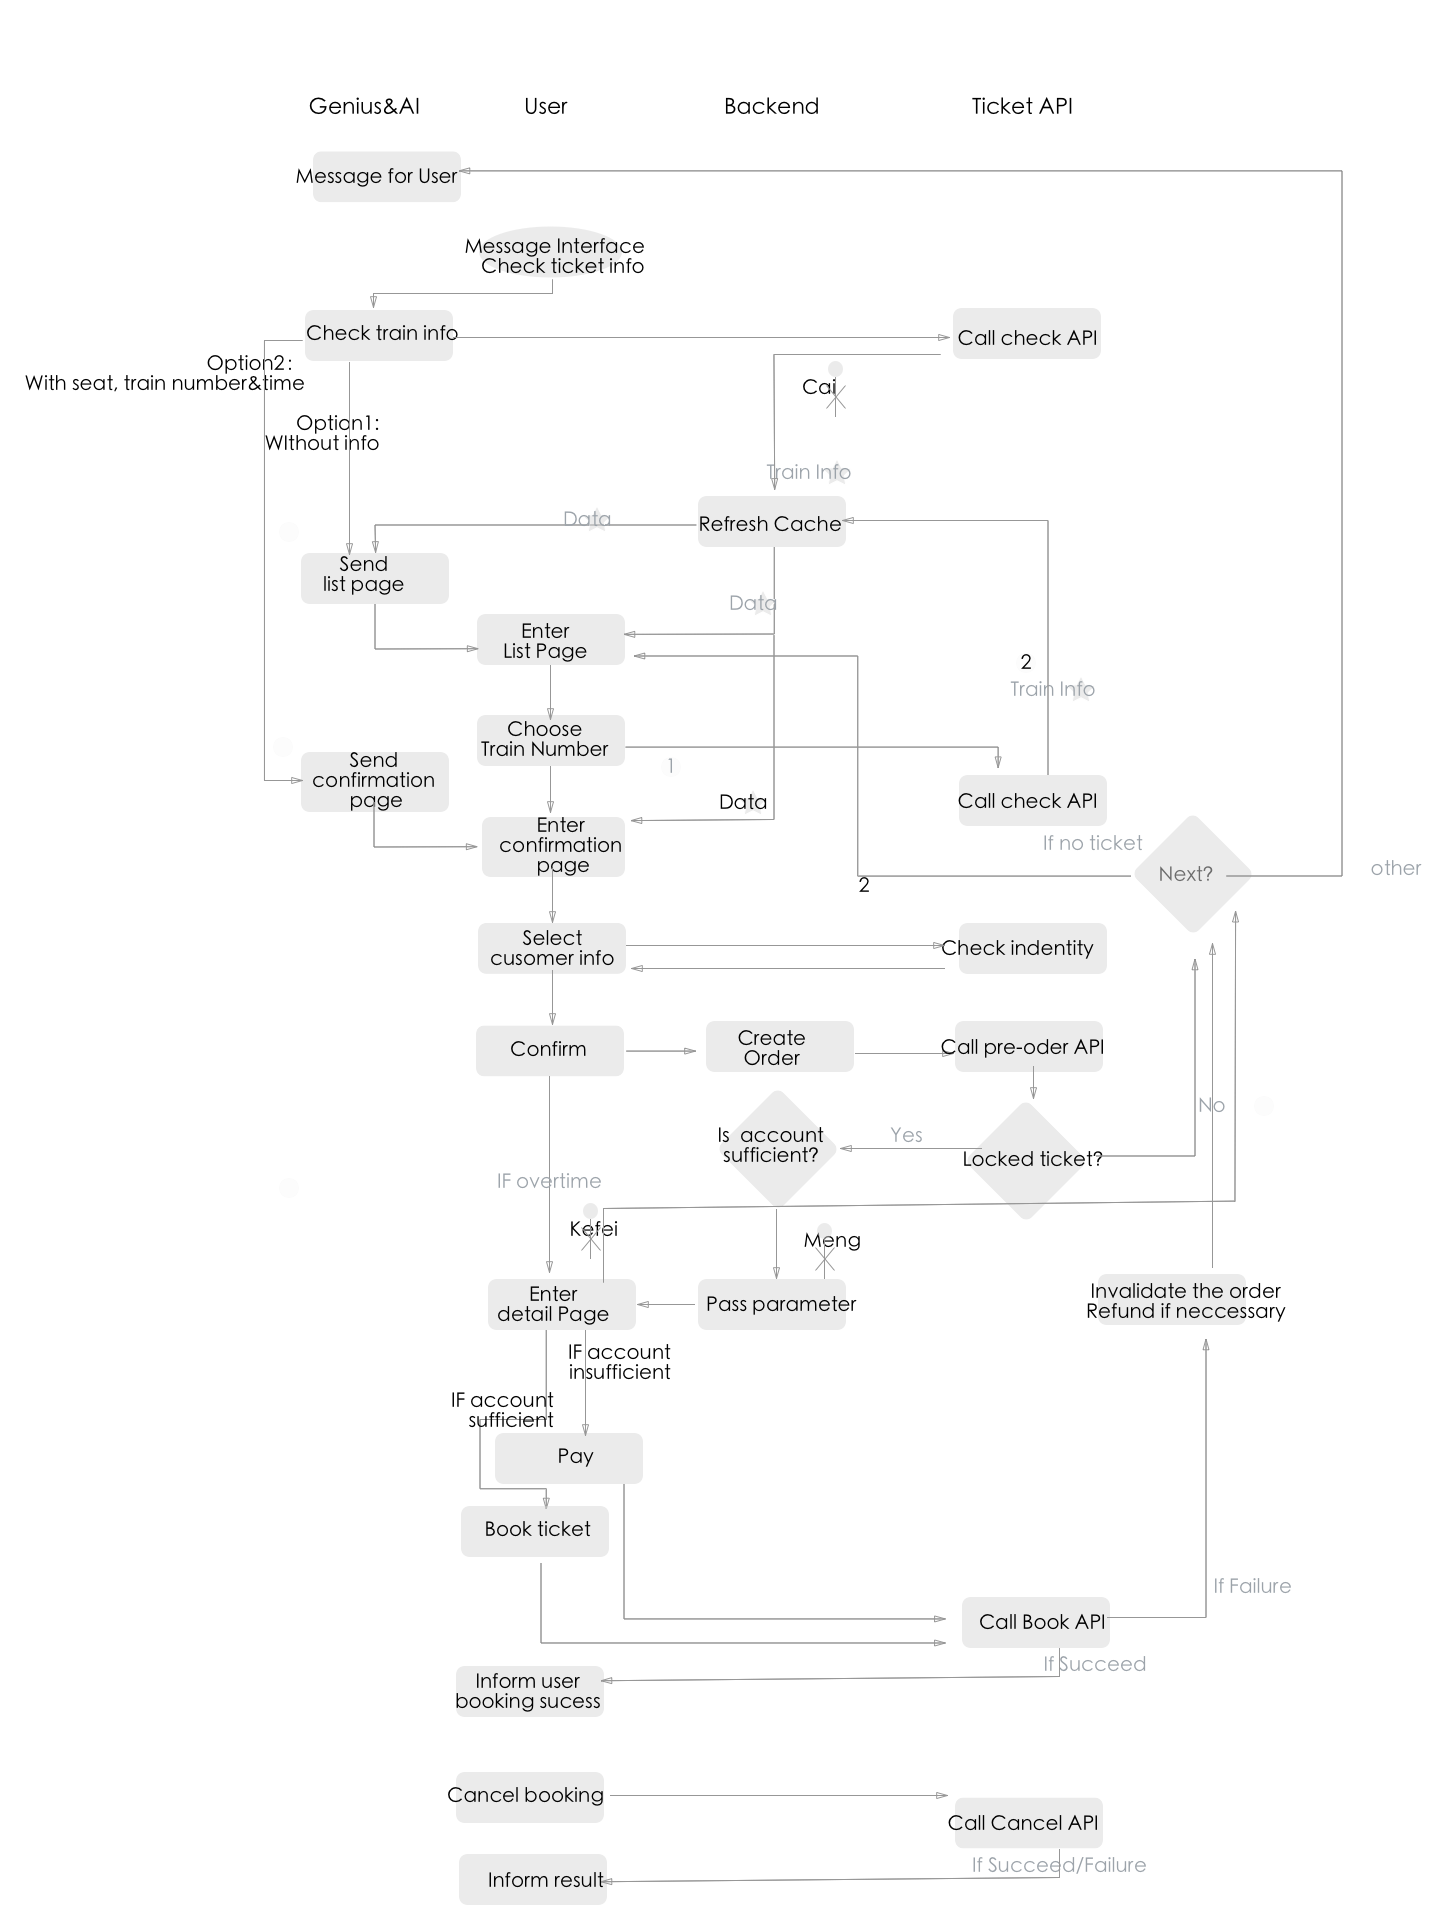 Genius&AI
User
Backend
Ticket API
Message for User
Message Interface
Check ticket info
Check train info
Call check API
Option2:
With seat, train number&time
Cai
Option1:
WIthout info
Train Info
Data
Refresh Cache
Send
list page
Data
Enter
List Page
2
Train Info
Choose
Train Number
1
Send
confirmation
page
Data
Call check API
Enter
confirmation
page
If no ticket
Next?
other
2
Select
cusomer info
Check indentity
Confirm
Create
Order
Call pre-oder API
No
Is account
sufficient?
Yes
Locked ticket?
IF overtime
Kefei
Meng
Enter
detail Page
Pass parameter
Invalidate the order
Refund if neccessary
IF account
insufficient
IF account
sufficient
Pay
Book ticket
If Failure
Call Book API
If Succeed
Inform user
booking sucess
Cancel booking
Call Cancel API
If Succeed/Failure
Inform result